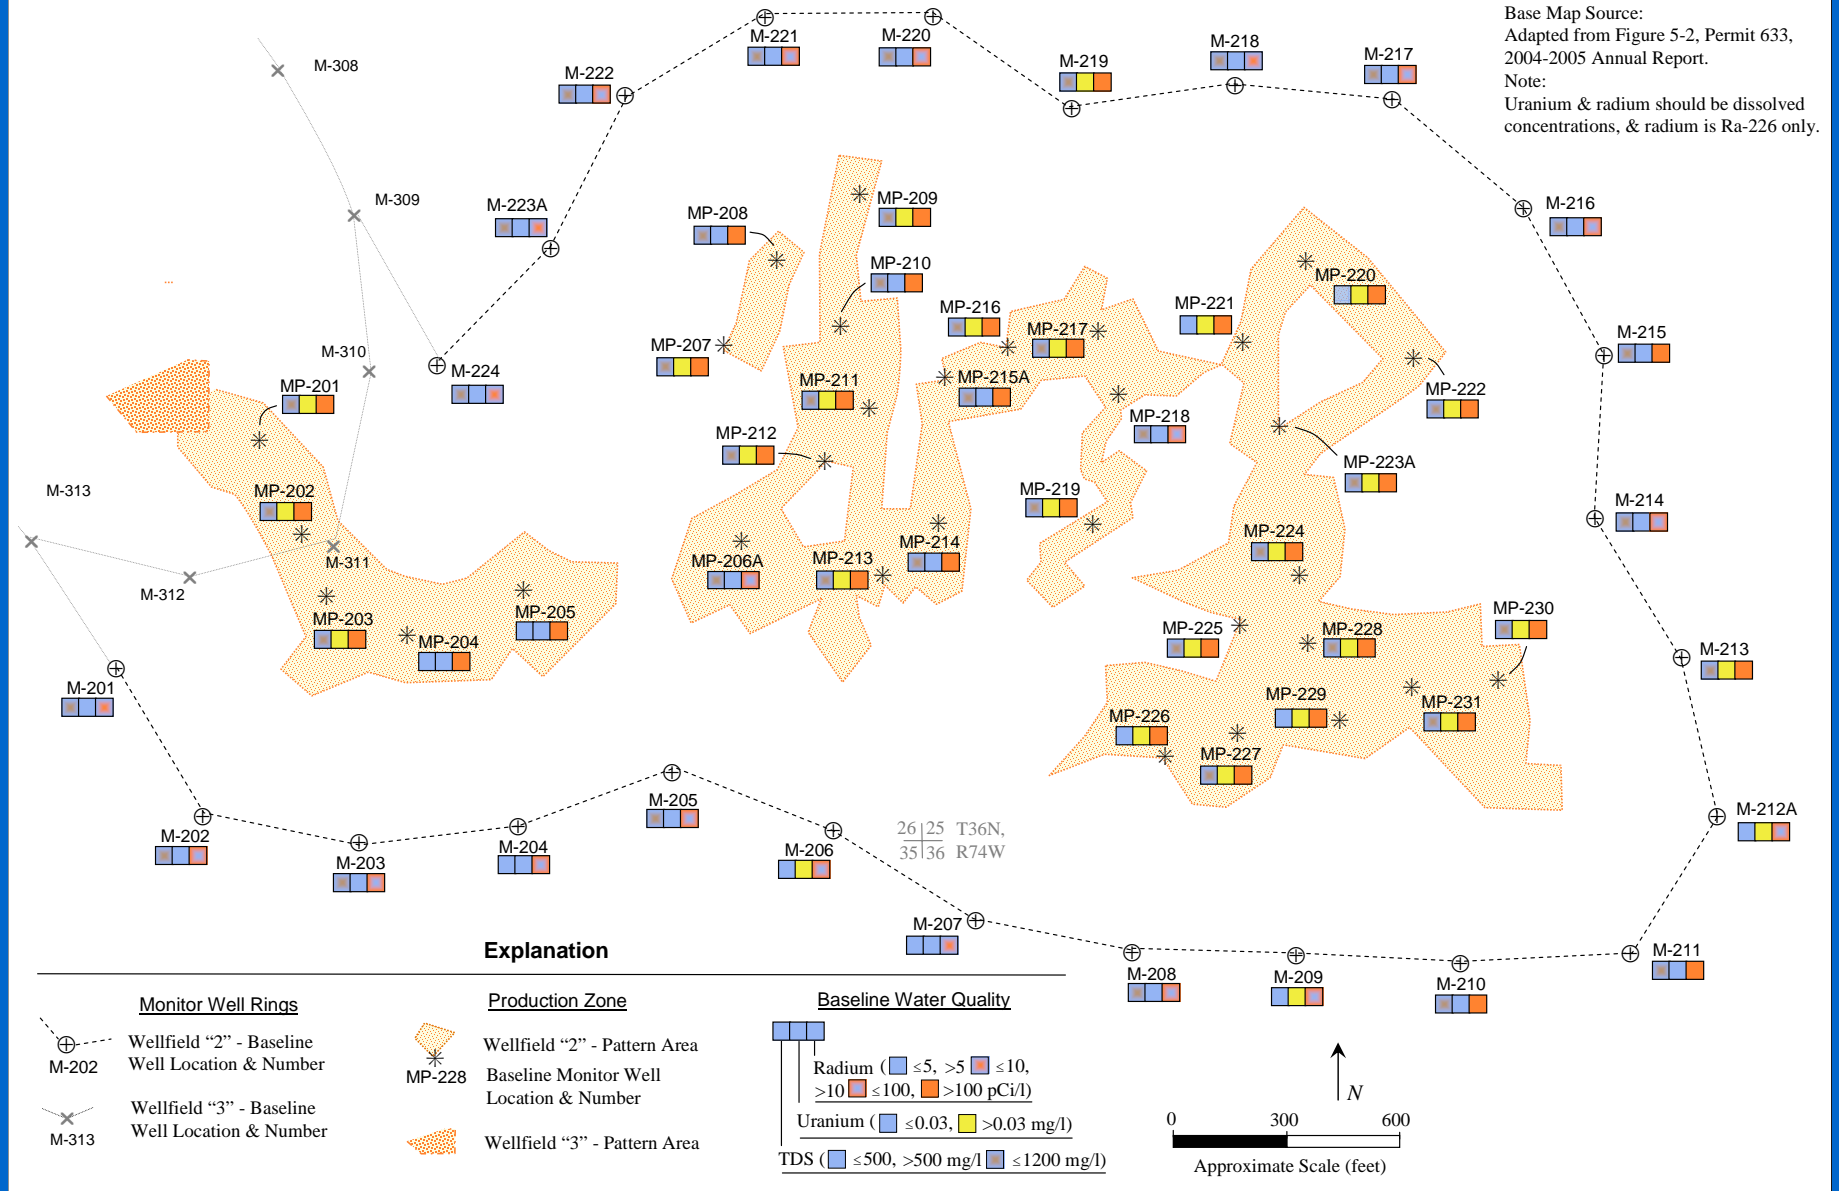 Base Map Source:
Adapted from Figure 5-2, Permit 633,
2004-2005 Annual Report.
Note:
Uranium & radium should be dissolved
concentrations, & radium is Ra-226 only.
M-221
M-220
M-219
M-218
M-217
M-222
M-308
M-309
M-223A
M-216
MP-208
MP-209
MP-210
MP-220
MP-216
MP-217
MP-221
M-215
MP-207
M-310
M-224
MP-201
MP-211
MP-215A
MP-222
MP-218
MP-212
MP-223A
M-313
MP-202
MP-219
M-214
MP-224
M-311
MP-206A
MP-213
MP-214
M-312
MP-203
MP-204
MP-205
MP-225
MP-228
MP-230
M-213
M-201
MP-226
MP-229
MP-231
MP-227
M-205
M-212A
M-202
M-203
M-204
M-206
26 25 T36N,
35 36 R74W
M-207
M-208
M-209
M-210
M-211
Explanation
Monitor Well Rings
M-202
Wellfield “2” - Baseline
Well Location & Number
M-313
Wellfield “3” - Baseline
Well Location & Number
Production Zone
Wellfield “2” - Pattern Area
MP-228
Baseline Monitor Well
Location & Number
Wellfield “3” - Pattern Area
Baseline Water Quality
Radium ( ≤5, >5 ≤10,
>10 ≤100, >100 pCi/l)
Uranium ( ≤0.03, >0.03 mg/l)
TDS ( ≤500, >500 mg/l ≤1200 mg/l)
N
0 300 600
Approximate Scale (feet)